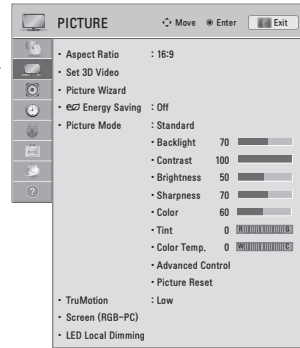 PICTURE Move Enter Exit
• Aspect Ratio : 16:9
• Set 3D Video
• Picture Wizard
• Energy Saving : Off
• Picture Mode : Standard
• Backlight 70
• Contrast 100
• Brightness 50
• Sharpness 70
• Color 60
• Tint 0 R G
• Color Temp. 0 W C
• Advanced Control
• Picture Reset
• TruMotion : Low
• Screen (RGB-PC)
• LED Local Dimming
?